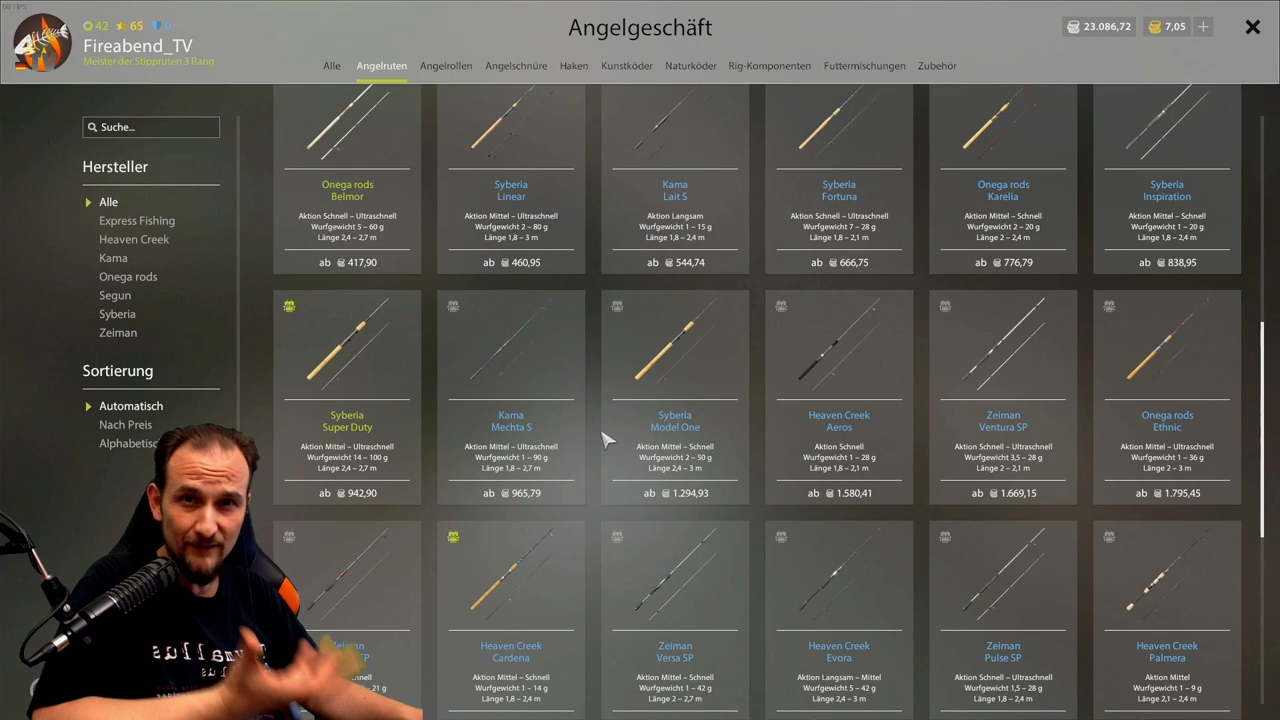 Angelgeschäft
42 65
Fireabend_TV
Meister der Stippruten 3 Rang
23.086,72 7,05 +
Alle Angelruten Angelrollen Angelschnüre Haken Kunstköder Naturköder Rig-Komponenten Futtermischungen Zubehör
Suche...
Hersteller
Alle
Express Fishing
Heaven Creek
Kama
Onega rods
Segun
Syberia
Zeiman
Sortierung
Automatisch
Nach Preis
Alphabetisc
Onega rods
Belmor
Aktion Schnell – Ultraschnell
Wurfgewicht 5 – 60 g
Länge 2,4 – 2,7 m
ab 417,90
Syberia
Linear
Aktion Mittel – Ultraschnell
Wurfgewicht 2 – 80 g
Länge 1,8 – 3 m
ab 460,95
Kama
Lait S
Aktion Langsam
Wurfgewicht 1 – 15 g
Länge 1,8 – 2,4 m
ab 544,74
Syberia
Fortuna
Aktion Schnell – Ultraschnell
Wurfgewicht 7 – 28 g
Länge 1,8 – 2,1 m
ab 666,75
Onega rods
Karelia
Aktion Mittel – Schnell
Wurfgewicht 2 – 20 g
Länge 2 – 2,4 m
ab 776,79
Syberia
Inspiration
Aktion Mittel – Schnell
Wurfgewicht 1 – 20 g
Länge 1,8 – 2,4 m
ab 838,95
Syberia
Super Duty
Aktion Mittel – Ultraschnell
Wurfgewicht 14 – 100 g
Länge 2,4 – 2,7 m
ab 942,90
Kama
Mechta S
Aktion Mittel – Ultraschnell
Wurfgewicht 1 – 90 g
Länge 1,8 – 2,7 m
ab 965,79
Syberia
Model One
Aktion Mittel – Schnell
Wurfgewicht 2 – 50 g
Länge 2,4 – 3 m
ab 1.294,93
Heaven Creek
Aeros
Aktion Schnell
Wurfgewicht 1 – 28 g
Länge 1,8 – 2,1 m
ab 1.580,41
Zeiman
Ventura SP
Aktion Schnell – Ultraschnell
Wurfgewicht 3,5 – 28 g
Länge 2 – 2,1 m
ab 1.669,15
Onega rods
Ethnic
Aktion Mittel – Ultraschnell
Wurfgewicht 1 – 36 g
Länge 2 – 3 m
ab 1.795,45
Zeiman
Schnell
21 g
Heaven Creek
Cardena
Aktion Mittel – Schnell
Wurfgewicht 1 – 14 g
Länge 1,8 – 2,4 m
Zeiman
Versa SP
Aktion Mittel – Schnell
Wurfgewicht 1 – 42 g
Länge 2 – 2,7 m
Heaven Creek
Evora
Aktion Langsam – Mittel
Wurfgewicht 5 – 42 g
Länge 2,4 – 3 m
Zeiman
Pulse SP
Aktion Schnell – Ultraschnell
Wurfgewicht 1,5 – 28 g
Länge 1,8 – 2,4 m
Heaven Creek
Palmera
Aktion Mittel
Wurfgewicht 1 – 9 g
Länge 2,1 – 2,4 m